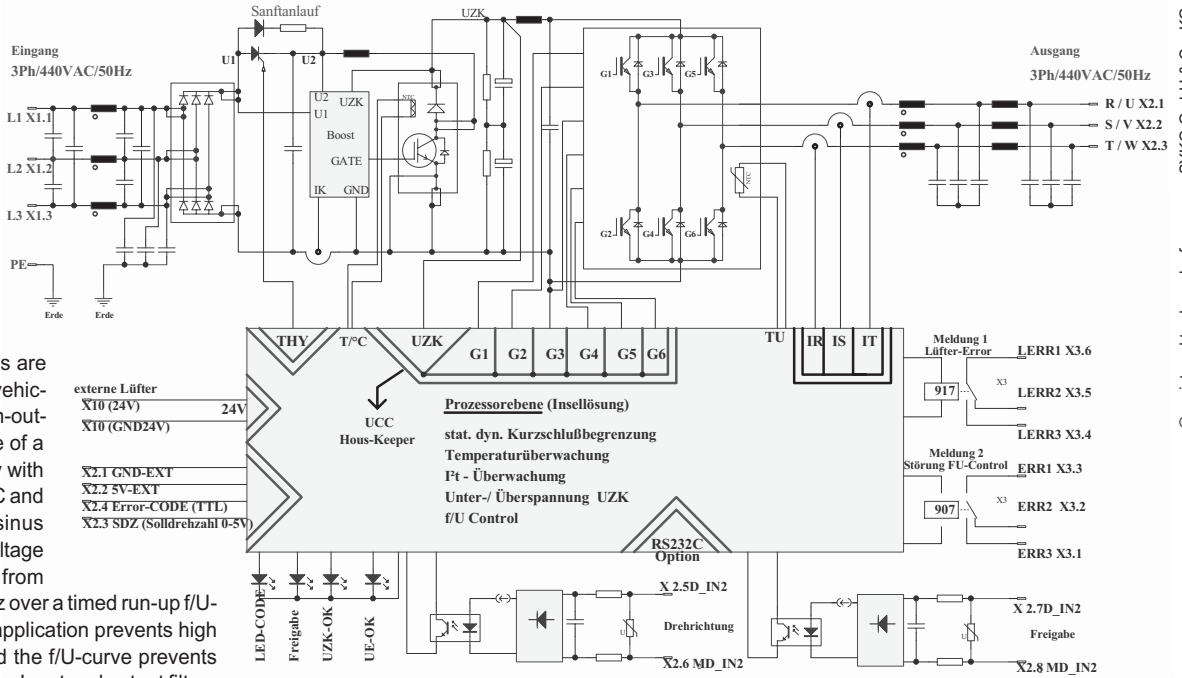 Sanftanlauf
UZK
Eingang
3Ph/440VAC/50Hz
U1
U2
L1 X1.1
L2 X1.2
L3 X1.3
PE
Erde
Erde
U2
UZK
U1
Boost
GATE
IK
GND
NTC
G1
G3
G5
G2
G4
G6
NTC
Ausgang
3Ph/440VAC/50Hz
R / U X2.1
S / V X2.2
T / W X2.3
THY
T/°C
UZK
G1
G2
G3
G4
G5
G6
TU
IR
IS
IT
UCC
Hous-Keeper
Prozessorebene (Insellösung)
stat. dyn. Kurzschlußbegrenzung
Temperaturüberwachung
I²t - Überwachumg
Unter-/ Überspannung UZK
f/U Control
RS232C
Option
externe Lüfter
X10 (24V)
24V
X10 (GND24V)
X2.1 GND-EXT
X2.2 5V-EXT
X2.4 Error-CODE (TTL)
X2.3 SDZ (Solldrehzahl 0-5V)
Meldung 1
Lüfter-Error
917
X3
LERR1 X3.6
LERR2 X3.5
LERR3 X3.4
Meldung 2
Störung FU-Control
907
X3
ERR1 X3.3
ERR2 X3.2
ERR3 X3.1
LED-CODE
Freigabe
UZK-OK
UE-OK
X 2.5D_IN2
U
Drehrichtung
X2.6 MD_IN2
X 2.7D_IN2
U
Freigabe
X2.8 MD_IN2
s are
vehic-
n-out-
e of a
with
C and
sinus
ltage
from
z over a timed run-up f/U-
application prevents high
d the f/U-curve prevents